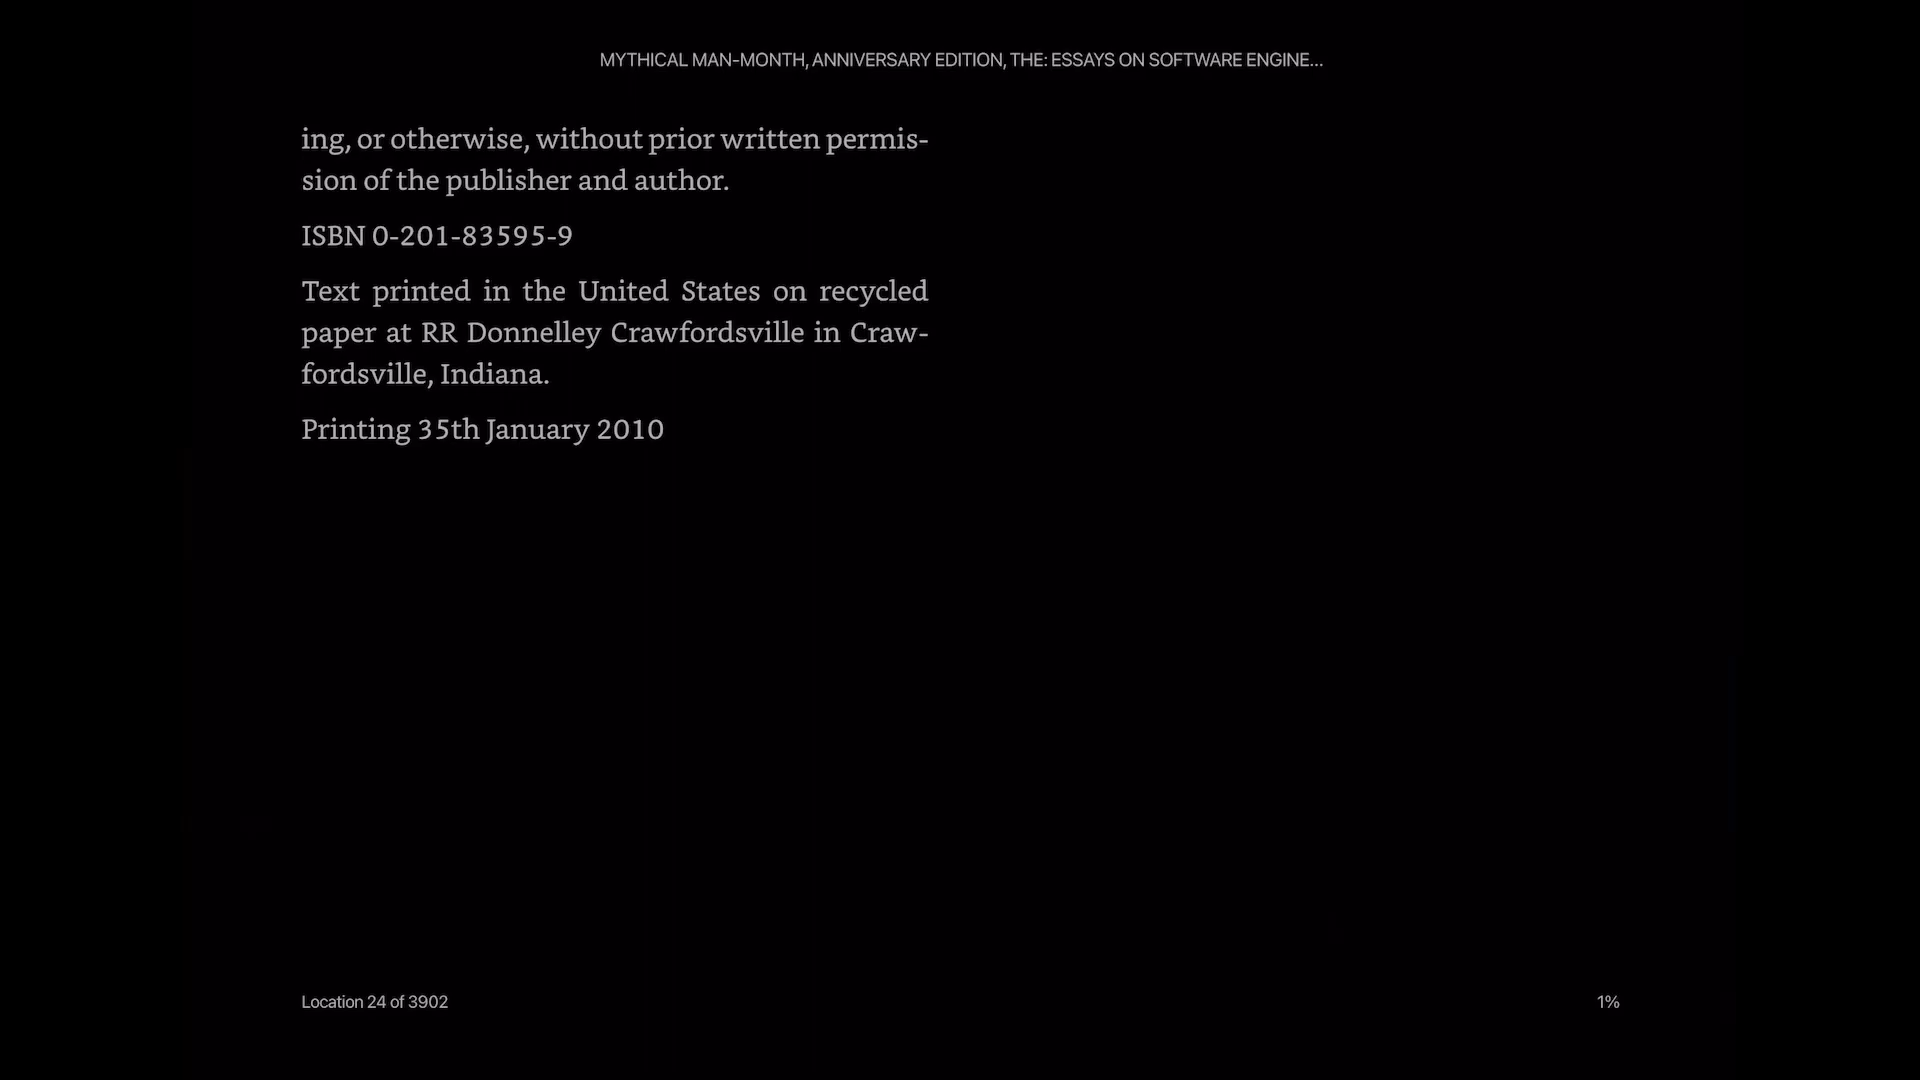 MYTHICAL MAN-MONTH, ANNIVERSARY EDITION, THE: ESSAYS ON SOFTWARE ENGINE...
ing, or otherwise, without prior written permis-
sion of the publisher and author.
ISBN 0-201-83595-9
Text printed in the United States on recycled
paper at RR Donnelley Crawfordsville in Craw-
fordsville, Indiana.
Printing 35th January 2010
Location 24 of 3902
1%